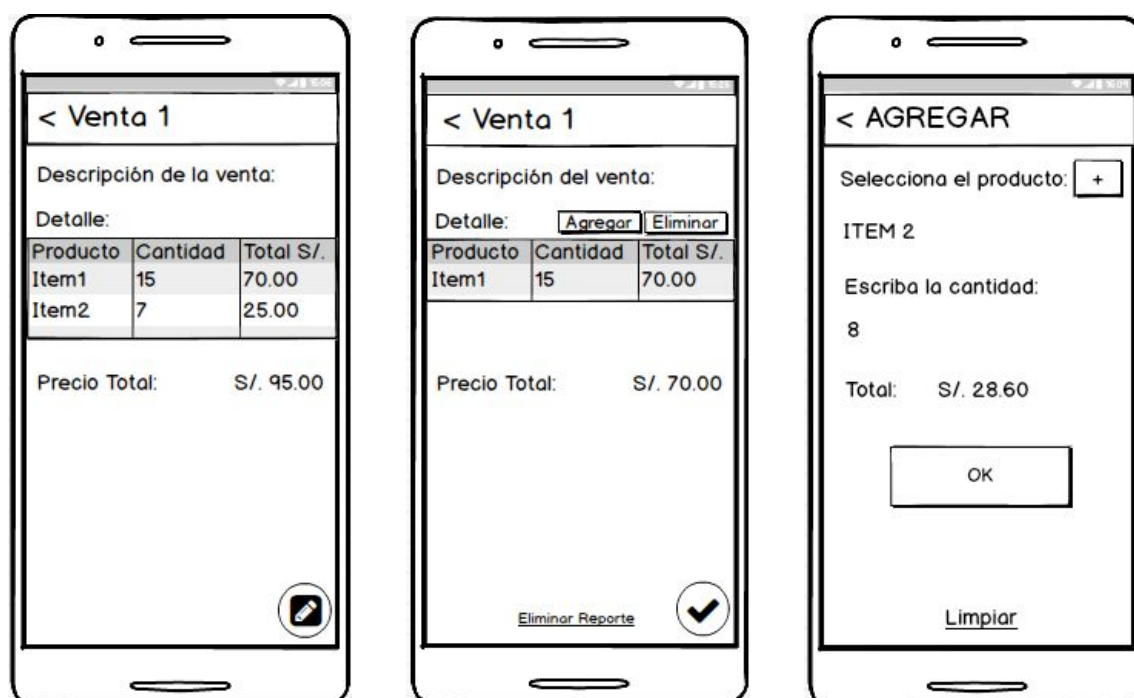 < Venta 1
Descripción de la venta:
Detalle:
Producto Cantidad Total S/.
Item1 15 70.00
Item2 7 25.00
Precio Total: S/. 95.00
< Venta 1
Descripción del venta:
Detalle: Agregar Eliminar
Producto Cantidad Total S/.
Item1 15 70.00
Precio Total: S/. 70.00
Eliminar Reporte
< AGREGAR
Selecciona el producto: +
ITEM 2
Escriba la cantidad:
8
Total: S/. 28.60
OK
Limpiar